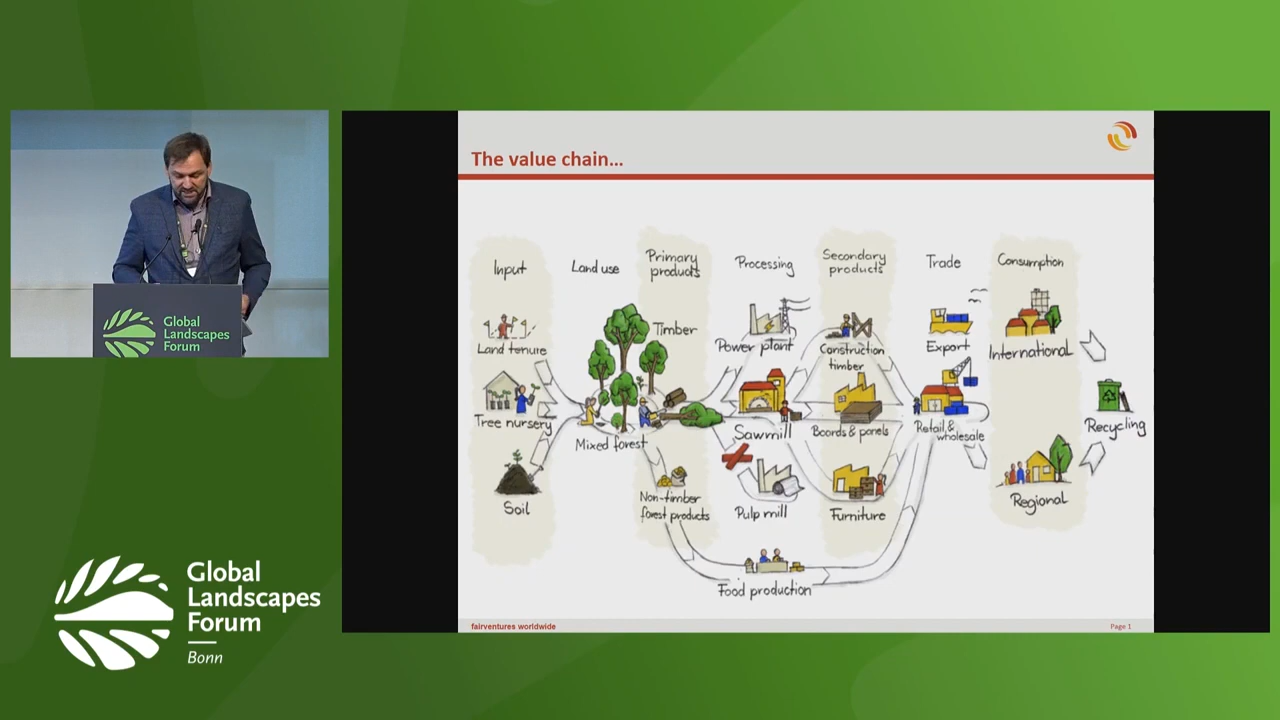 Global
Landscapes
Forum
Global
Landscapes
Forum
Bonn
The value chain...
Input
Land use
Primary
products
Processing
Secondary
products
Trade
Consumption
Land tenure
Tree nursery
Soil
Mixed forest
Timber
Non-timber
forest products
Power plant
Sawmill
Pulp mill
Food production
Construction
timber
Boards & panels
Furniture
Export
Retail &
wholesale
International
Regional
Recycling
fairventures worldwide
Page 1